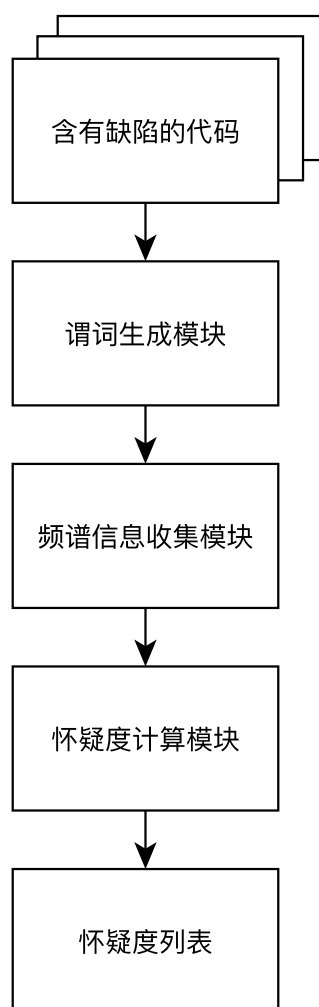 含有缺陷的代码
谓词生成模块
频谱信息收集模块
怀疑度计算模块
怀疑度列表